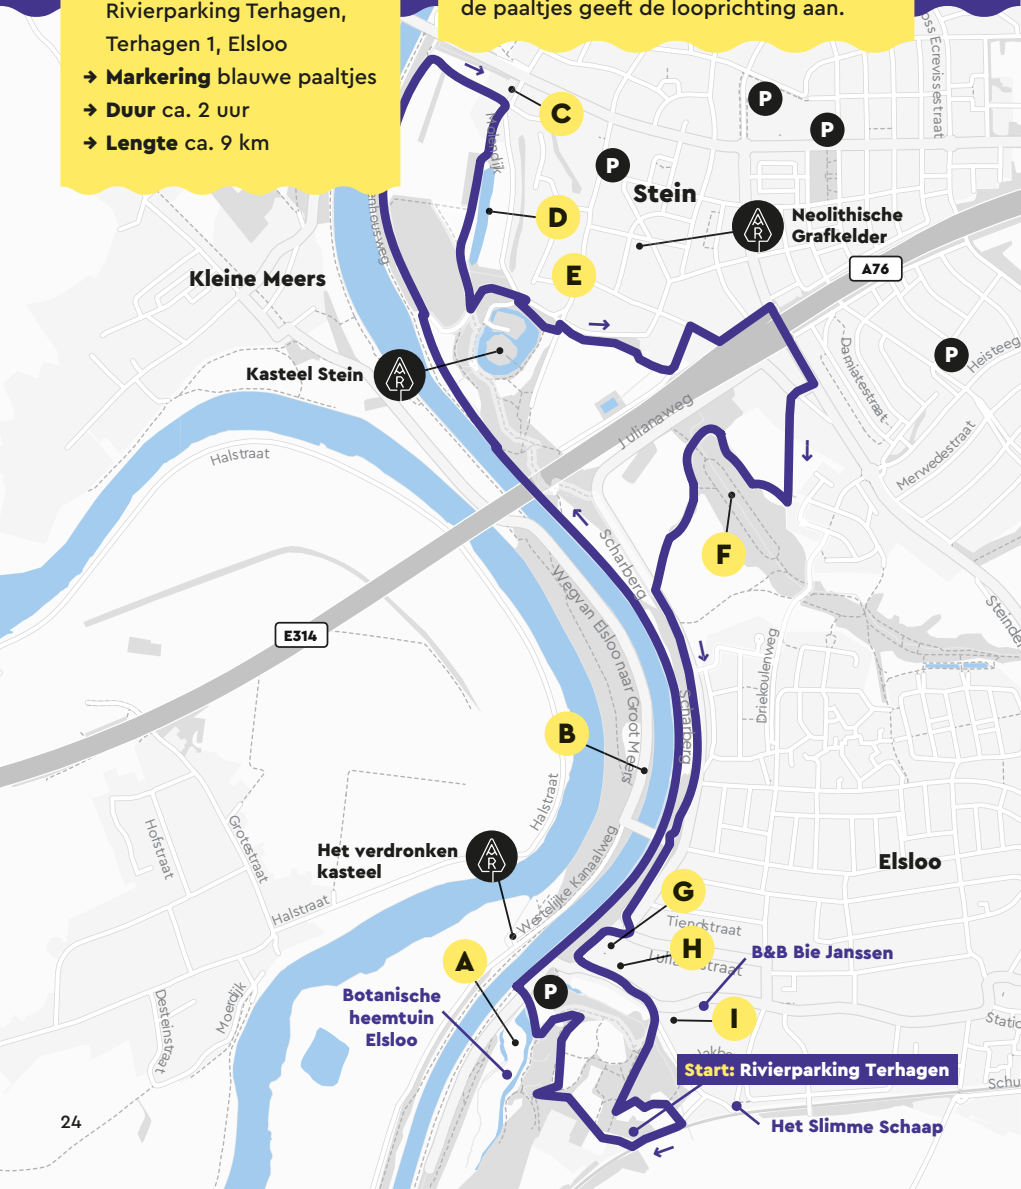 Rivierparking Terhagen,
Terhagen 1, Elsloo
→ Markering blauwe paaltjes
→ Duur ca. 2 uur
→ Lengte ca. 9 km
de paaltjes geeft de looprichting aan.
C
P
P
P
Stein
Molendijk
D
Neolithische
Grafkelder
E
A76
Kleine Meers
Kasteel Stein
P
Heisteeg
Damiatestraat
Merwedestraat
Julianaweg
Halstraat
F
Scharberg
Weg van Elsloo naar Groot Meers
E314
Driekoulenweg
Scharberg
B
Halstraat
Hofstraat
Grotestraat
Het verdronken
kasteel
Westelijke Kanaalweg
Elsloo
Halstraat
G
Tiendstraat
H
B&B Bie Janssen
A
P
Botanische
heemtuin
Elsloo
Moerdijk
Desteinstraat
I
Start: Rivierparking Terhagen
Het Slimme Schaap
24